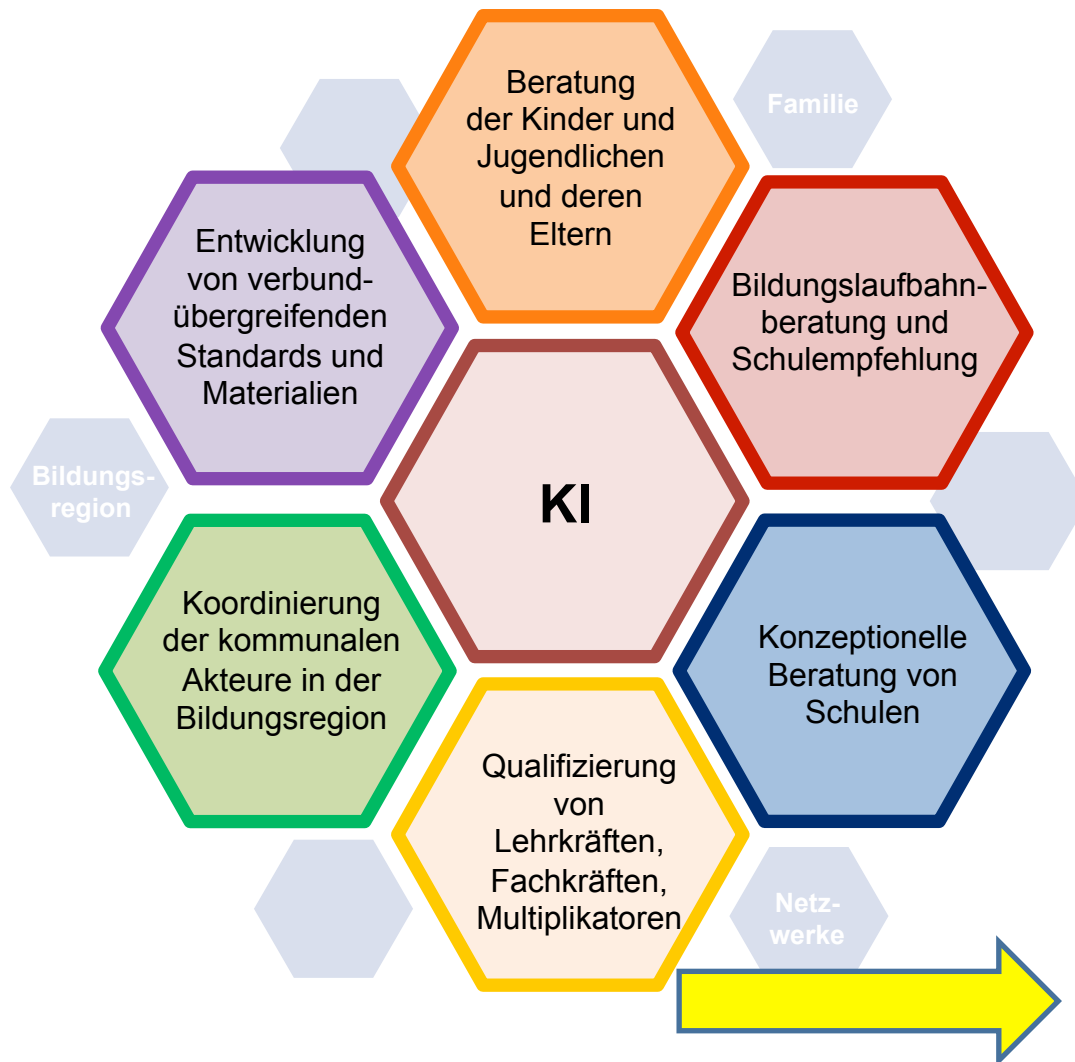 Beratung
der Kinder und
Jugendlichen
und deren
Eltern
Familie
Entwicklung
von verbund-
übergreifenden
Standards und
Materialien
Bildungslaufbahn-
beratung und
Schulempfehlung
Bildungs-
region
KI
Koordinierung
der kommunalen
Akteure in der
Bildungsregion
Konzeptionelle
Beratung von
Schulen
Qualifizierung
von
Lehrkräften,
Fachkräften,
Multiplikatoren
Netz-
werke